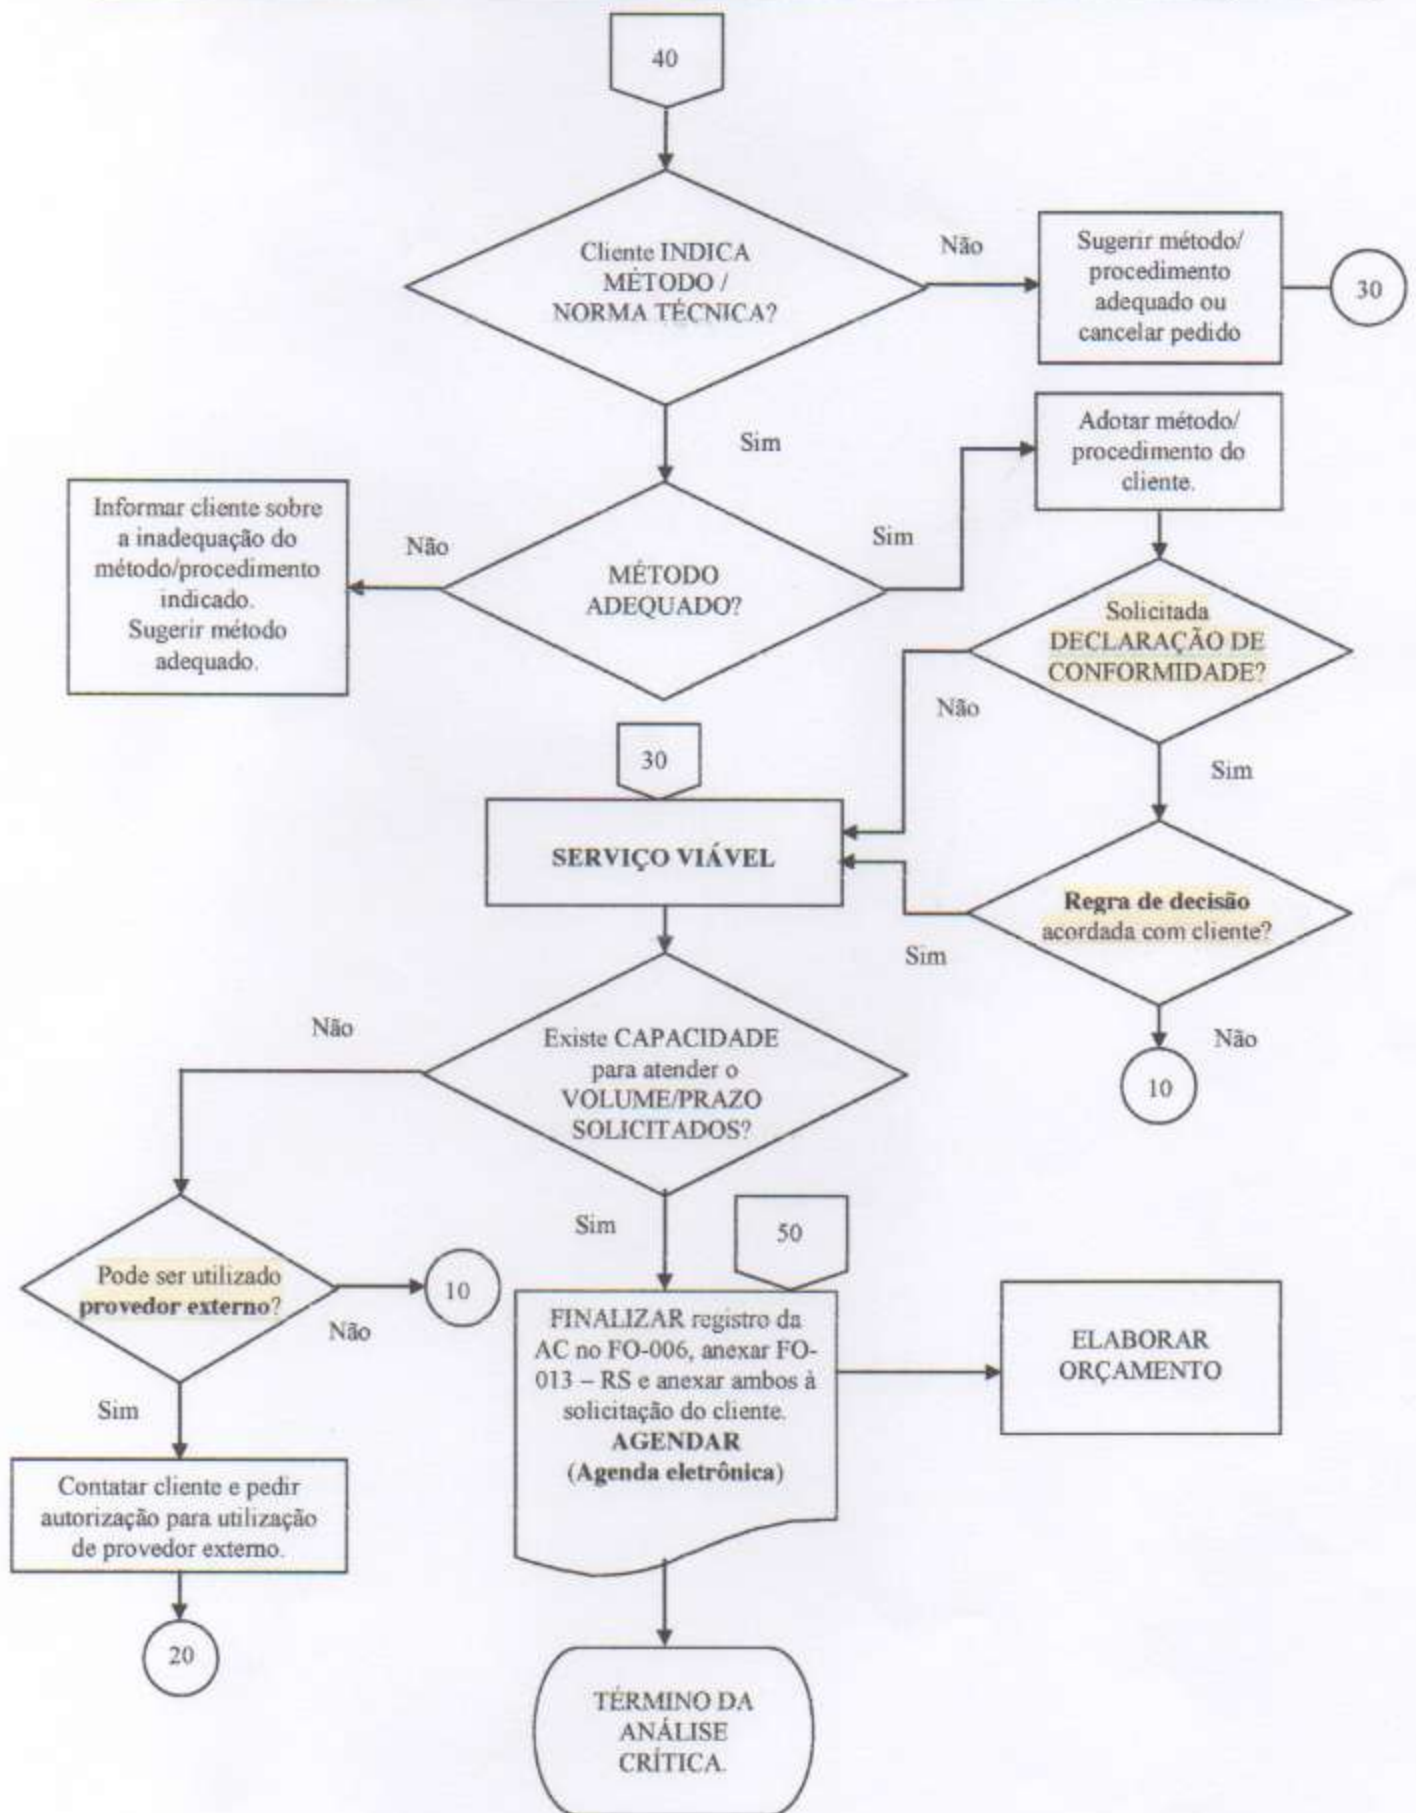 40
Cliente INDICA
MÉTODO /
NORMA TÉCNICA?
Não
Sugerir método/
procedimento
adequado ou
cancelar pedido
30
Sim
Adotar método/
procedimento do
cliente.
Informar cliente sobre
a inadequação do
método/procedimento
indicado.
Sugerir método
adequado.
Não
MÉTODO
ADEQUADO?
Sim
Solicitada
DECLARAÇÃO DE
CONFORMIDADE?
Não
Sim
30
SERVIÇO VIÁVEL
Regra de decisão
acordada com cliente?
Sim
Não
10
Não
Existe CAPACIDADE
para atender o
VOLUME/PRAZO
SOLICITADOS?
Sim
50
Pode ser utilizado
provedor externo?
Não
10
Sim
FINALIZAR registro da
AC no FO-006, anexar FO-
013 – RS e anexar ambos à
solicitação do cliente.
AGENDAR
(Agenda eletrônica)
ELABORAR
ORÇAMENTO
Contatar cliente e pedir
autorização para utilização
de provedor externo.
20
TÉRMINO DA
ANÁLISE
CRÍTICA.